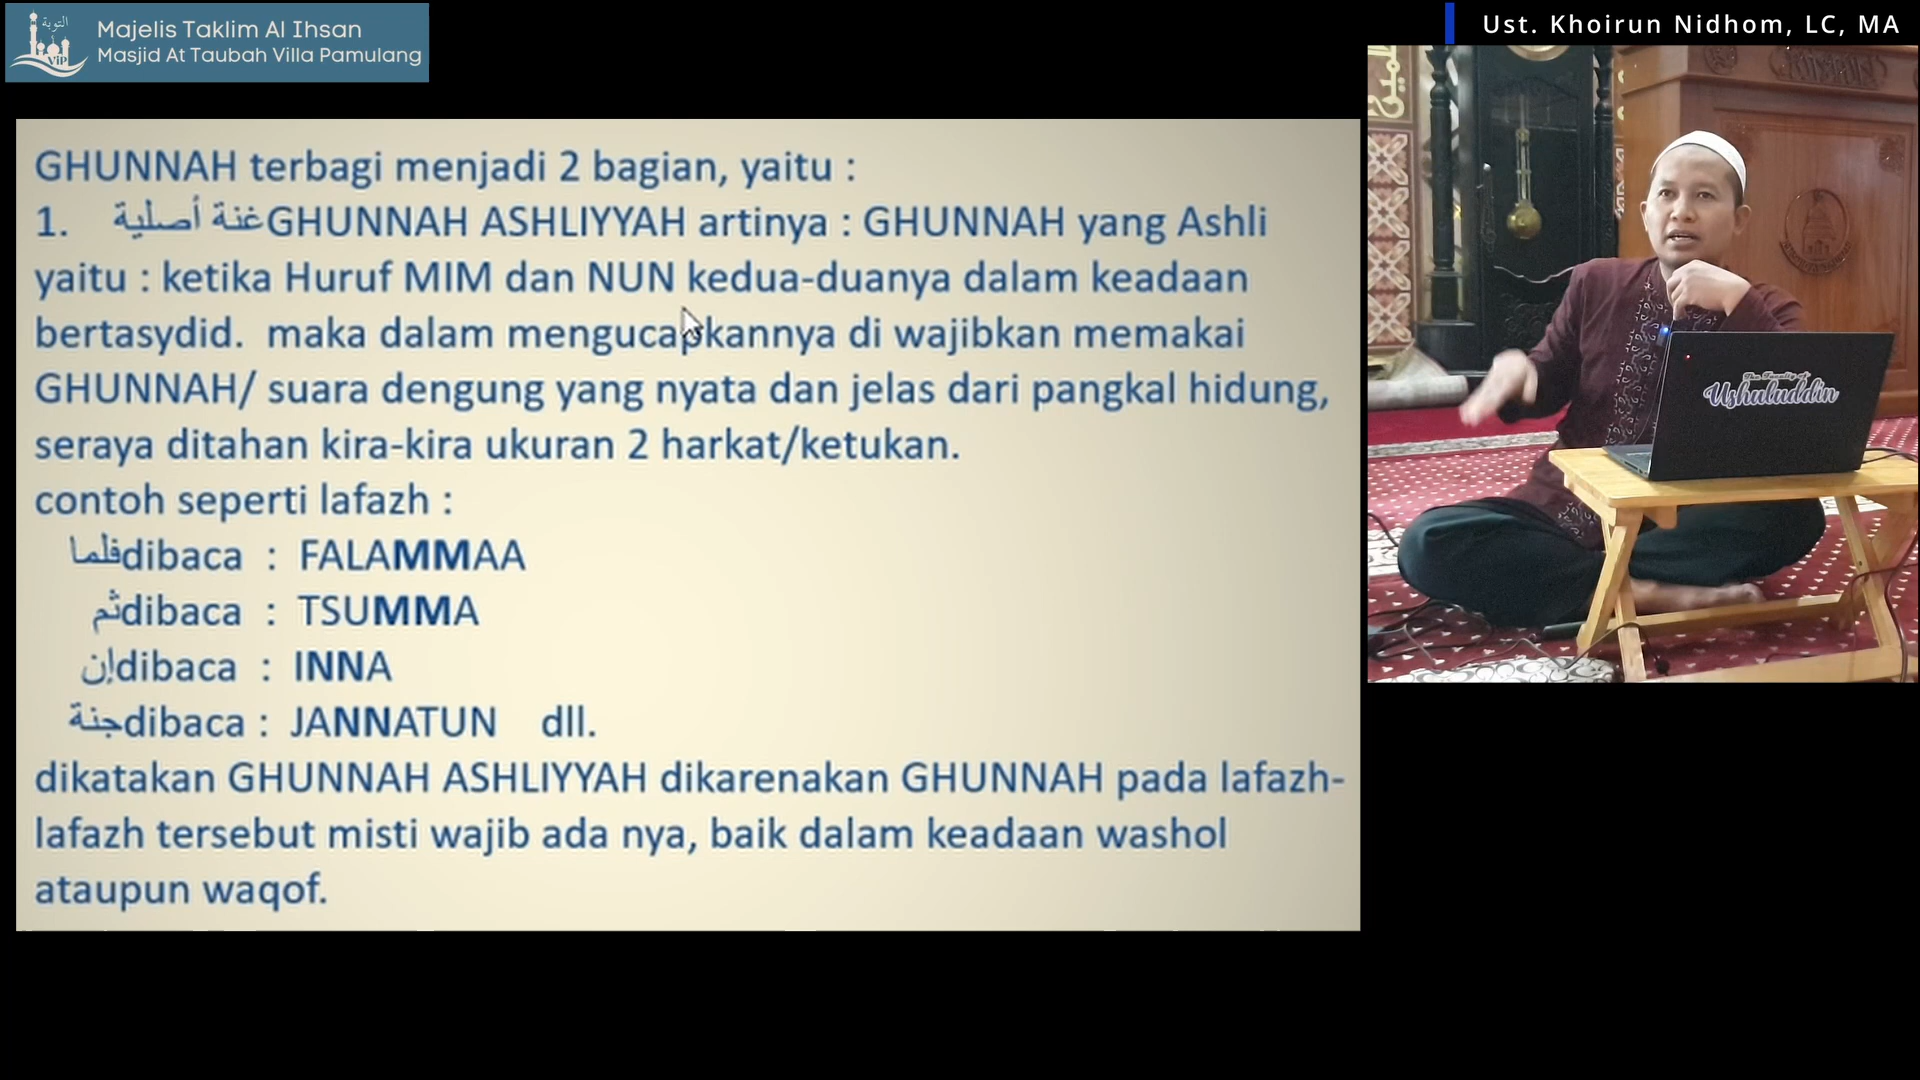 التوبة
ViP
Majelis Taklim Al Ihsan
Masjid At Taubah Villa Pamulang
Ust. Khoirun Nidhom, LC, MA
GHUNNAH terbagi menjadi 2 bagian, yaitu :
1. غنة أصلية GHUNNAH ASHLIYYAH artinya : GHUNNAH yang Ashli
yaitu : ketika Huruf MIM dan NUN kedua-duanya dalam keadaan
bertasydid. maka dalam mengucapkannya di wajibkan memakai
GHUNNAH/ suara dengung yang nyata dan jelas dari pangkal hidung,
seraya ditahan kira-kira ukuran 2 harkat/ketukan.
contoh seperti lafazh :
فلما dibaca : FALAMMAA
ثم dibaca : TSUMMA
إن dibaca : INNA
جنة dibaca : JANNATUN dll.
dikatakan GHUNNAH ASHLIYYAH dikarenakan GHUNNAH pada lafazh-
lafazh tersebut misti wajib ada nya, baik dalam keadaan washol
ataupun waqof.
The Faculty of
Ushuluddin